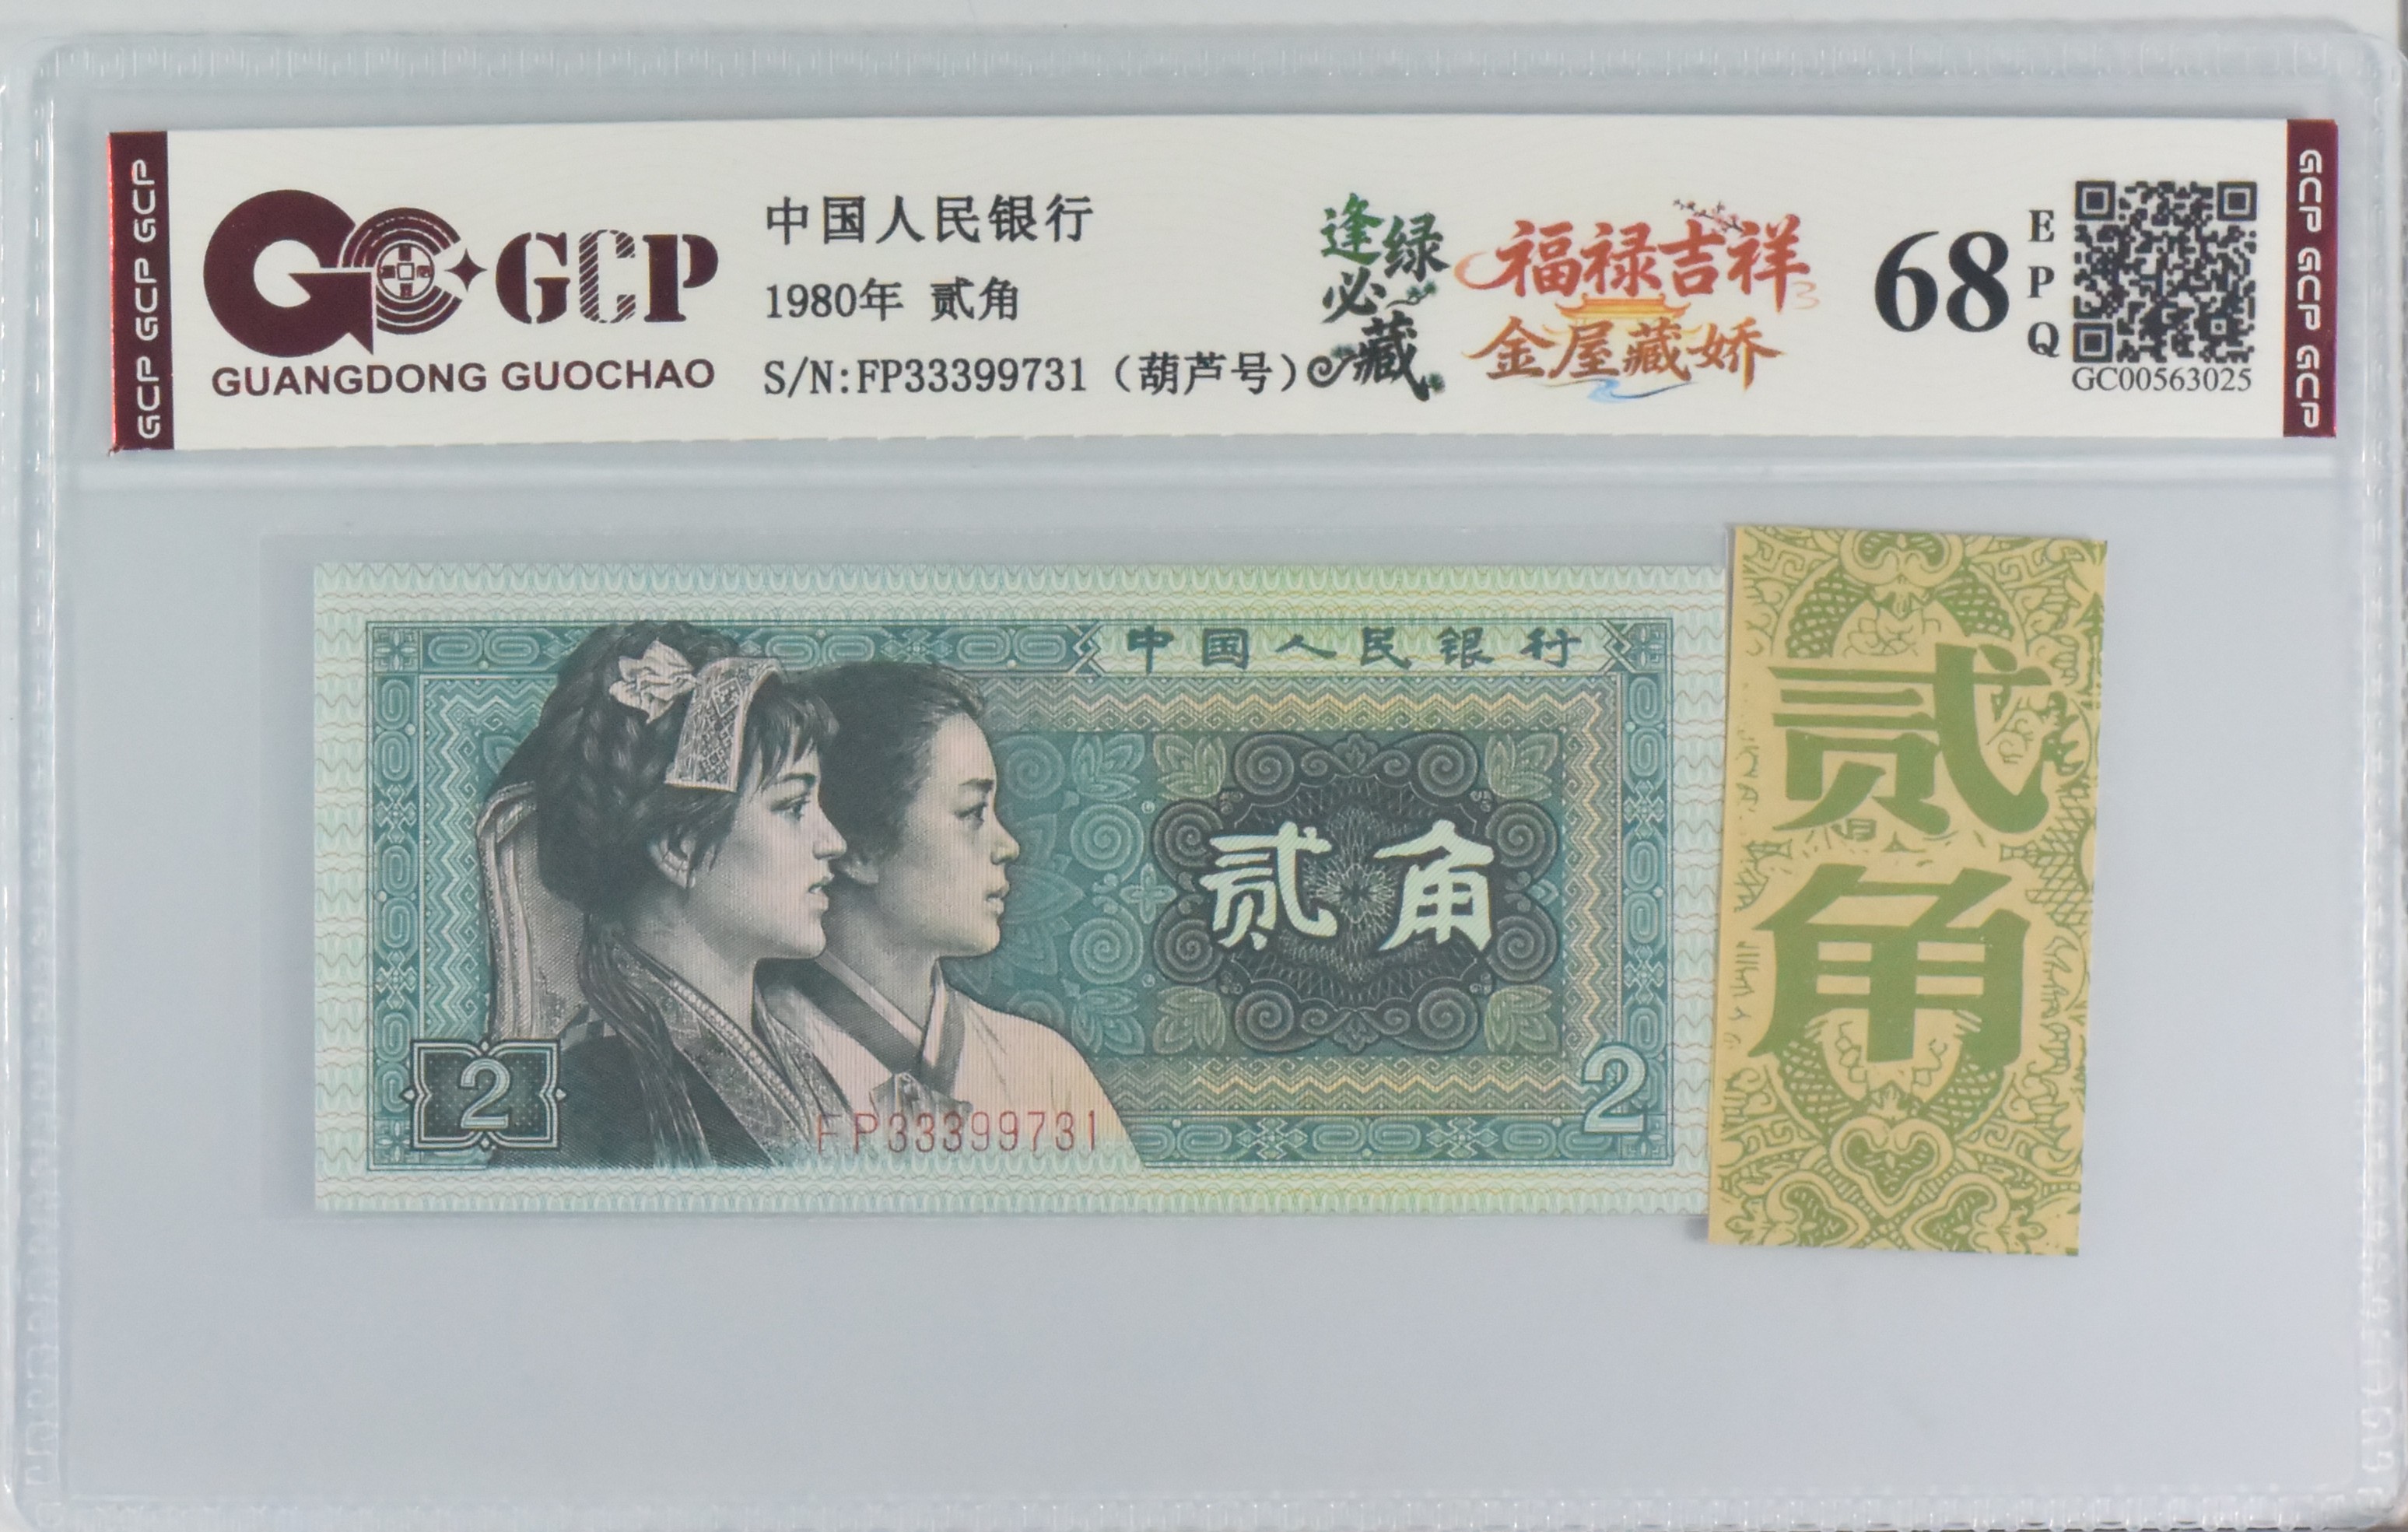 GCP GCP GCP
GCP
GUANGDONG GUOCHAO
中国人民银行
1980年 贰角
S/N:FP33399731（葫芦号）
逢绿必藏
福禄吉祥
金屋藏娇
68
EPQ
GC00563025
GCP GCP GCP
中国人民银行
贰角
2
2
FP33399731
贰角